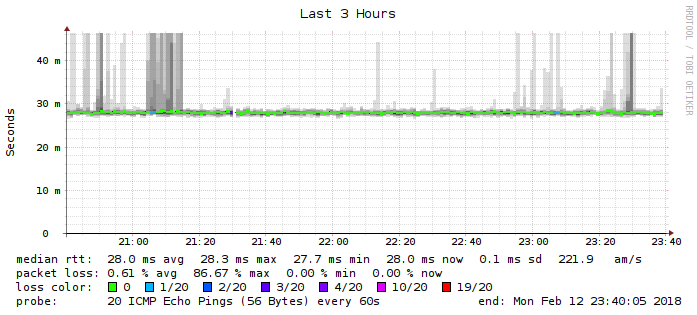 Last 3 Hours
RRDTOOL / TOBI OETIKER
Seconds
40 m
30 m
20 m
10 m
0
21:00 21:20 21:40 22:00 22:20 22:40 23:00 23:20 23:40
median rtt: 28.0 ms avg 28.3 ms max 27.7 ms min 28.0 ms now 0.1 ms sd 221.9 am/s
packet loss: 0.61 % avg 86.67 % max 0.00 % min 0.00 % now
loss color: 0 1/20 2/20 3/20 4/20 10/20 19/20
probe: 20 ICMP Echo Pings (56 Bytes) every 60s end: Mon Feb 12 23:40:05 2018